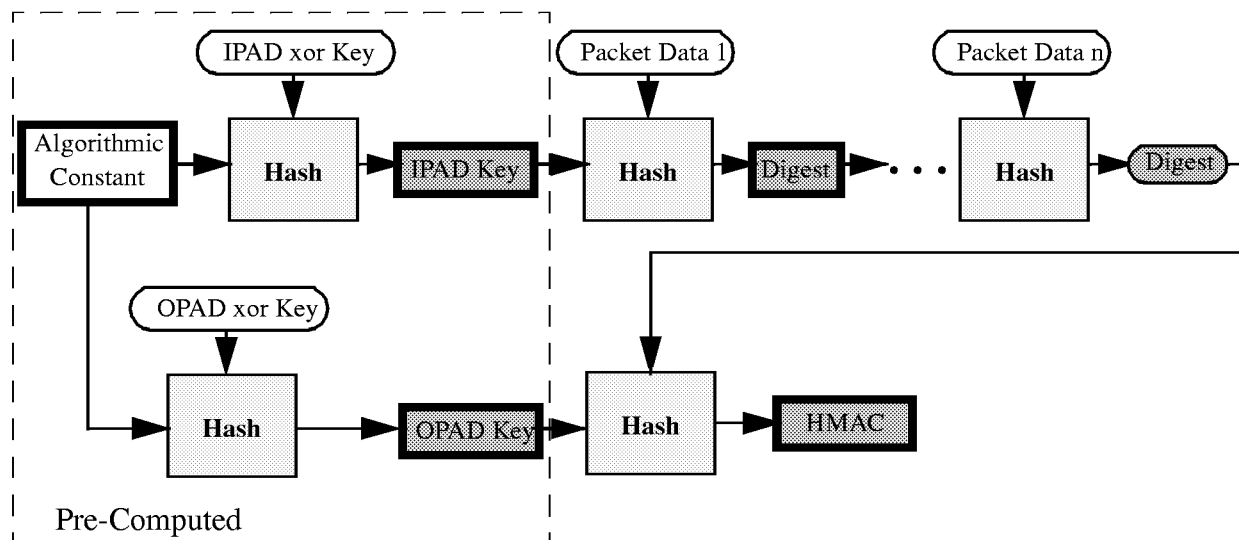 IPAD xor Key
Packet Data 1
Packet Data n
Algorithmic
Constant
Hash
IPAD Key
Hash
Digest
Hash
Digest
OPAD xor Key
Hash
OPAD Key
Hash
HMAC
Pre-Computed